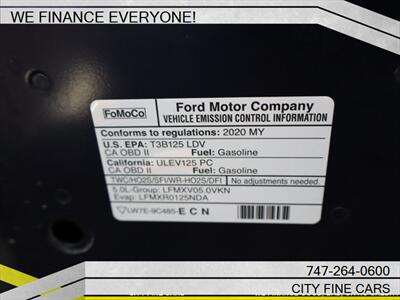 WE FINANCE EVERYONE!
FoMoCo
Ford Motor Company
VEHICLE EMISSION CONTROL INFORMATION
Conforms to regulations: 2020 MY
U.S. EPA: T3B125 LDV
CA OBD II Fuel: Gasoline
California: ULEV125 PC
CA OBD II Fuel: Gasoline
TWC/HO2S/SFI/WR-HO2S/DFI No adjustments needed.
5.0L-Group: LFMXV05.0VKN
Evap: LFMXR0125NDA
LW7E-9C485-ECN
747-264-0600
CITY FINE CARS